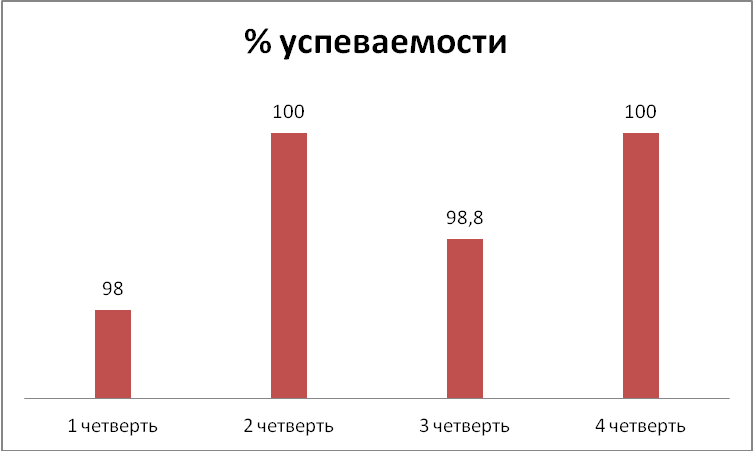 % успеваемости
100
100
98,8
98
1 четверть
2 четверть
3 четверть
4 четверть